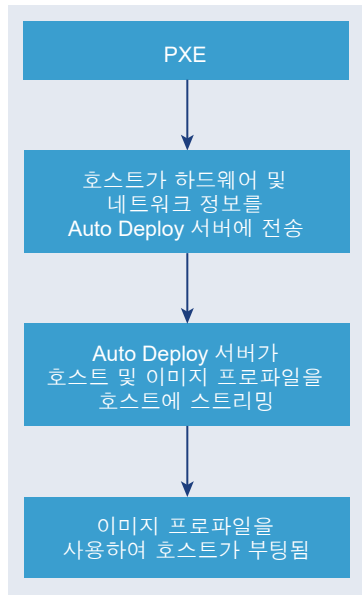 PXE
호스트가 하드웨어 및
네트워크 정보를
Auto Deploy 서버에 전송
Auto Deploy 서버가
호스트 및 이미지 프로파일을
호스트에 스트리밍
이미지 프로파일을
사용하여 호스트가 부팅됨